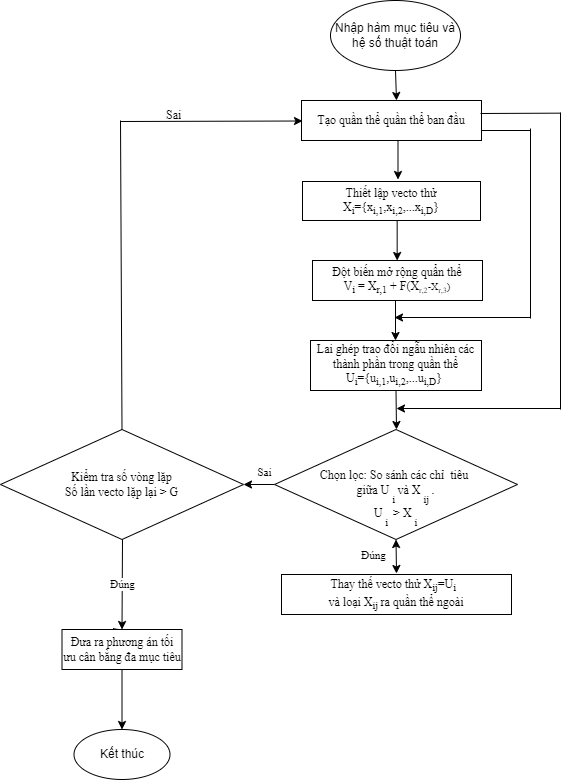 Nhập hàm mục tiêu và
hệ số thuật toán
Sai
Tạo quần thể quần thể ban đầu
Thiết lập vecto thử
Xi={xi,1,xi,2,...xi,D}
Đột biến mở rộng quẩn thể
Vi = Xr,1 + F(Xr,2-Xr,3)
Lai ghép trao đổi ngẫu nhiên các
thành phần trong quần thể
Ui={ui,1,ui,2,...ui,D}
Kiểm tra số vòng lặp
Số lần vecto lăp lại > G
Sai
Chọn lọc: So sánh các chỉ tiêu
giữa Ui và Xij .
Ui > Xi
Đúng
Thay thế vecto thử Xij=Ui
và loại Xij ra quần thể ngoài
Đúng
Đưa ra phương án tối
ưu cân bằng đa mục tiêu
Kết thúc